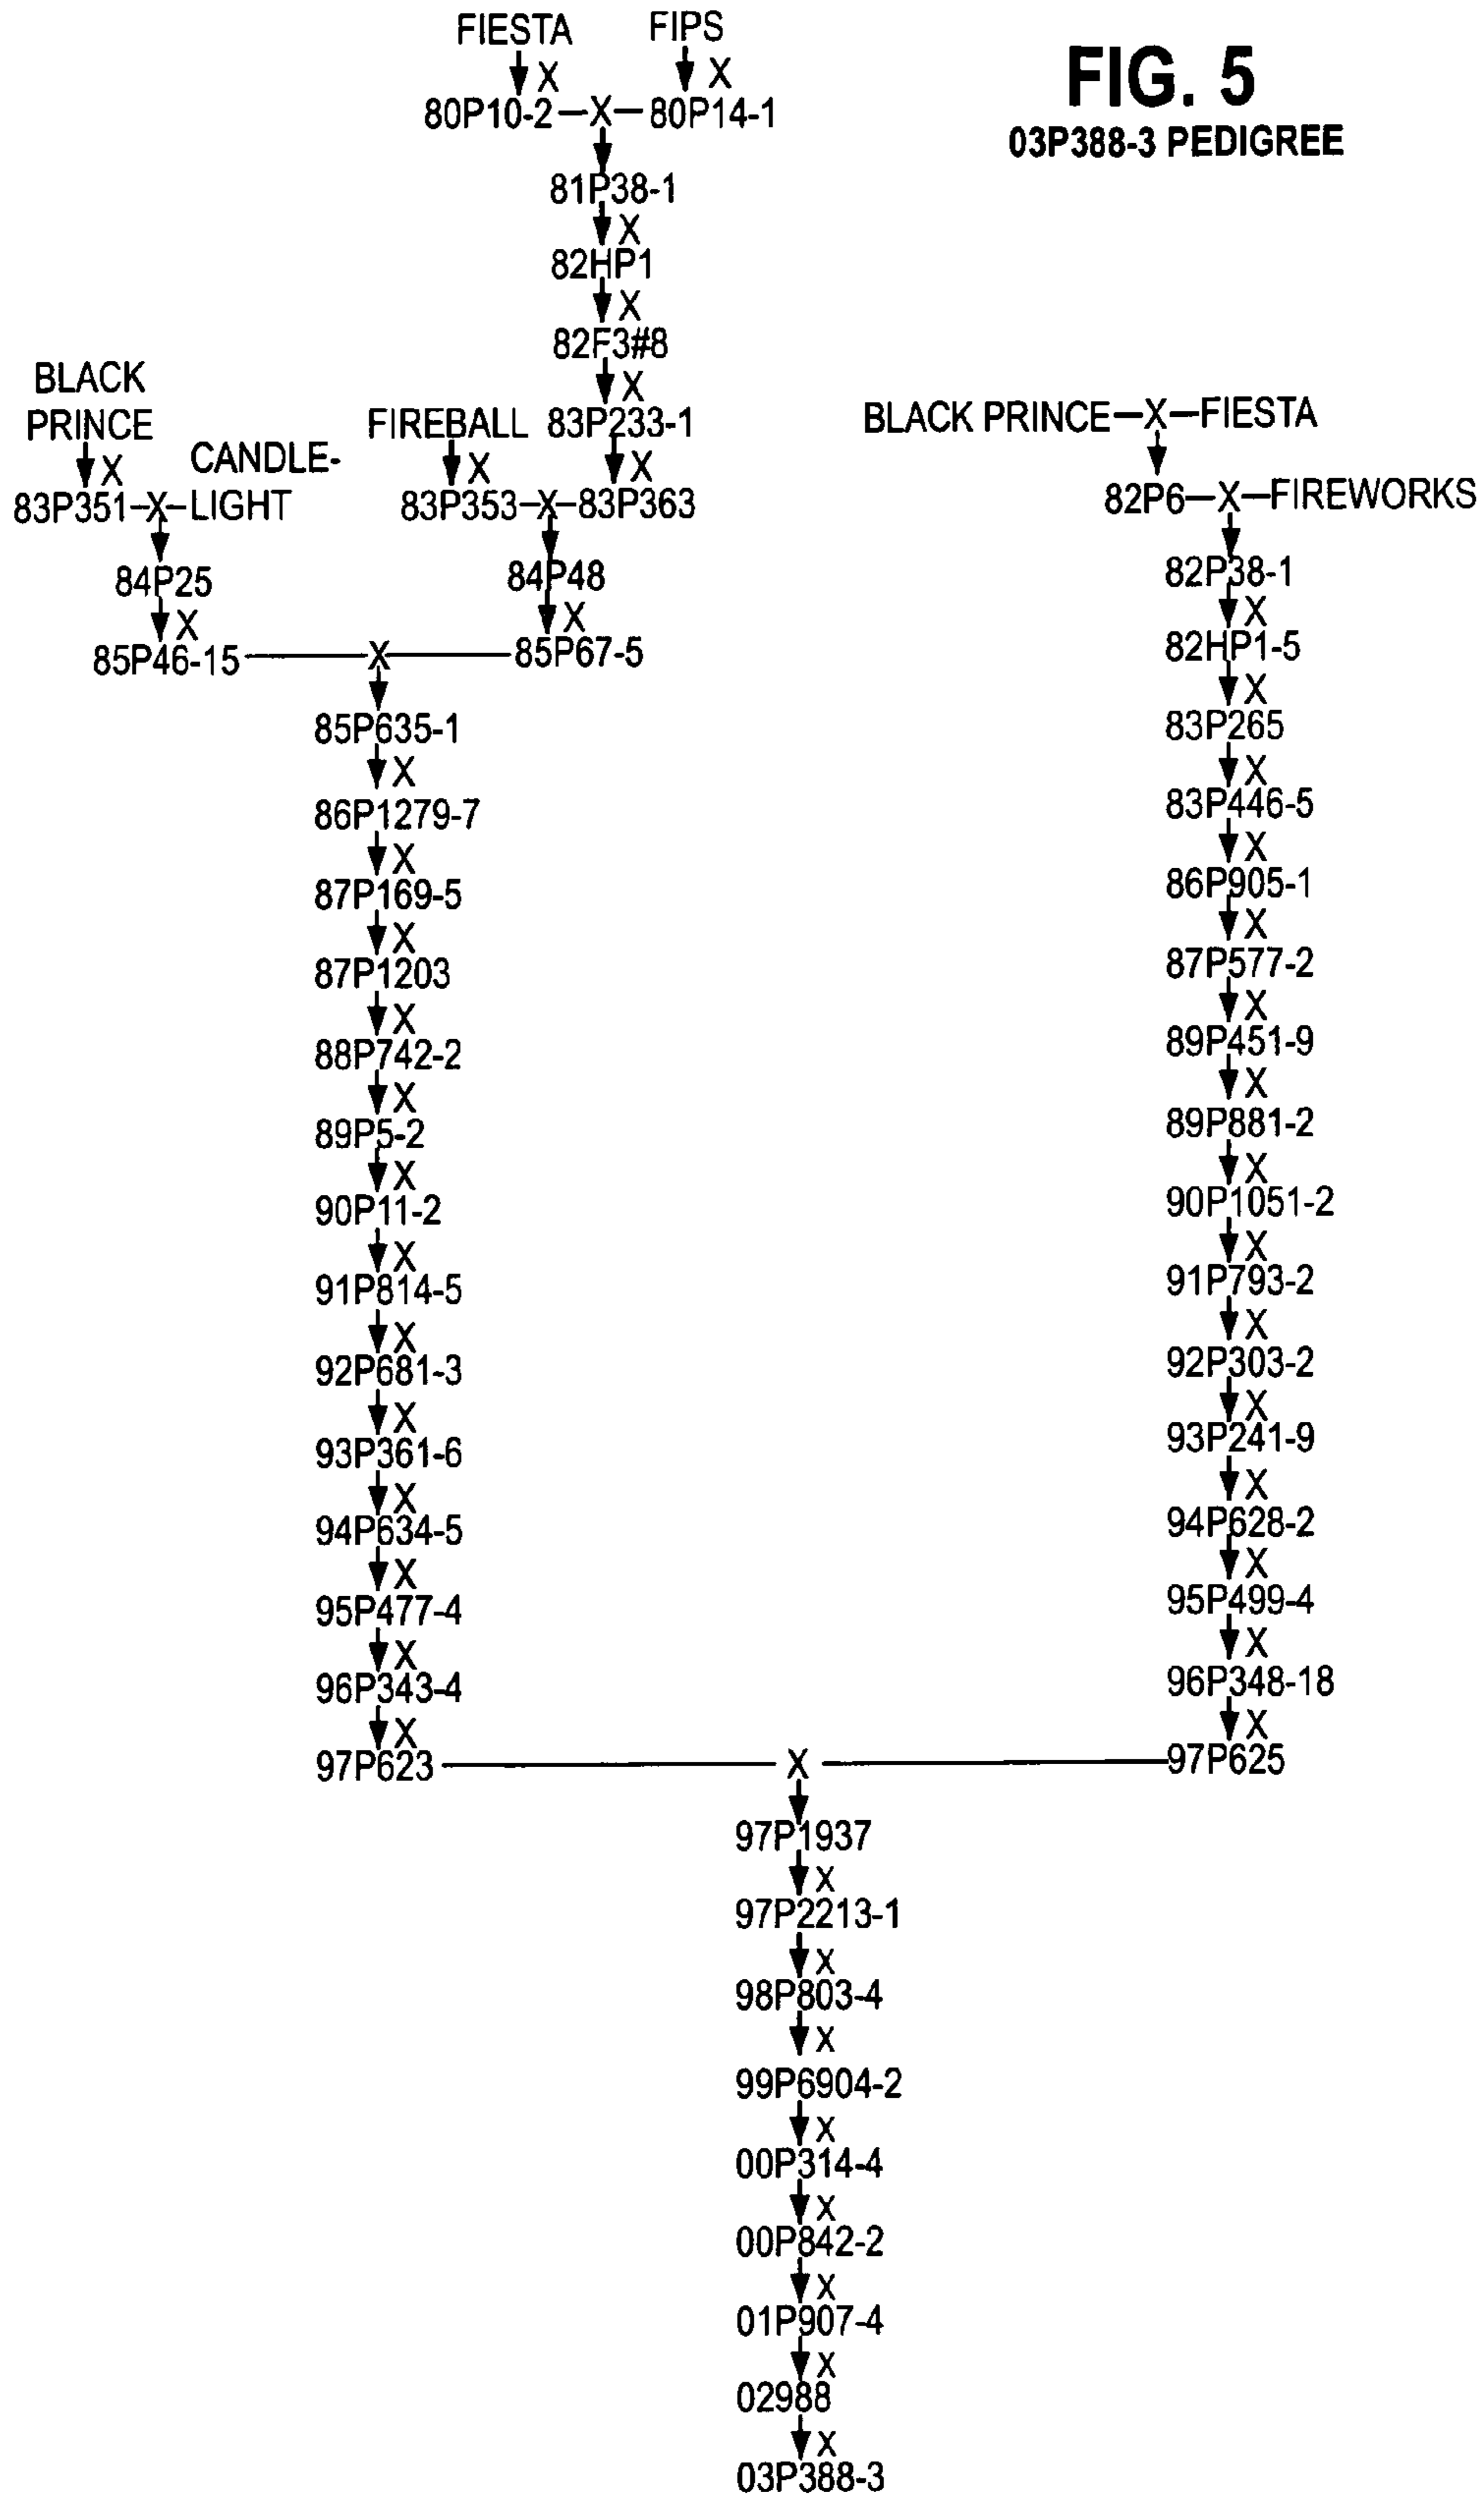 FIG. 5
03P388-3 PEDIGREE
FIESTA FIPS
X X
80P10-2 X 80P14-1
81P38-1
X
82HP1
X
82F3#8
X
BLACK
PRINCE FIREBALL 83P233-1 BLACK PRINCE X FIESTA
X CANDLE- X X
83P351 X LIGHT 83P353 X 83P363 82P6 X FIREWORKS
84P25 84P48 82P38-1
X X X
85P46-15 X 85P67-5 82HP1-5
X
85P635-1 83P265
X X
86P1279-7 83P446-5
X X
87P169-5 86P905-1
X X
87P1203 87P577-2
X X
88P742-2 89P451-9
X X
89P5-2 89P881-2
X X
90P11-2 90P1051-2
X X
91P814-5 91P793-2
X X
92P681-3 92P303-2
X X
93P361-6 93P241-9
X X
94P634-5 94P628-2
X X
95P477-4 95P499-4
X X
96P343-4 96P348-18
X X
97P623 X 97P625
97P1937
X
97P2213-1
X
98P803-4
X
99P6904-2
X
00P314-4
X
00P842-2
X
01P907-4
X
02988
X
03P388-3